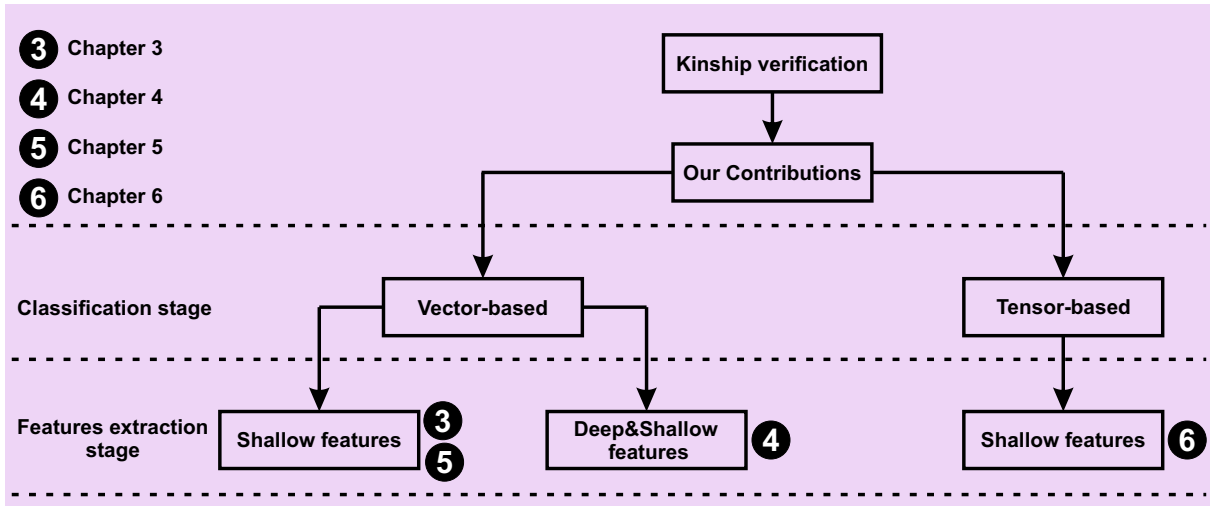 3 Chapter 3
4 Chapter 4
5 Chapter 5
6 Chapter 6
Kinship verification
Our Contributions
Classification stage
Vector-based
Tensor-based
Features extraction
stage
Shallow features
3
5
Deep&Shallow
features
4
Shallow features
6